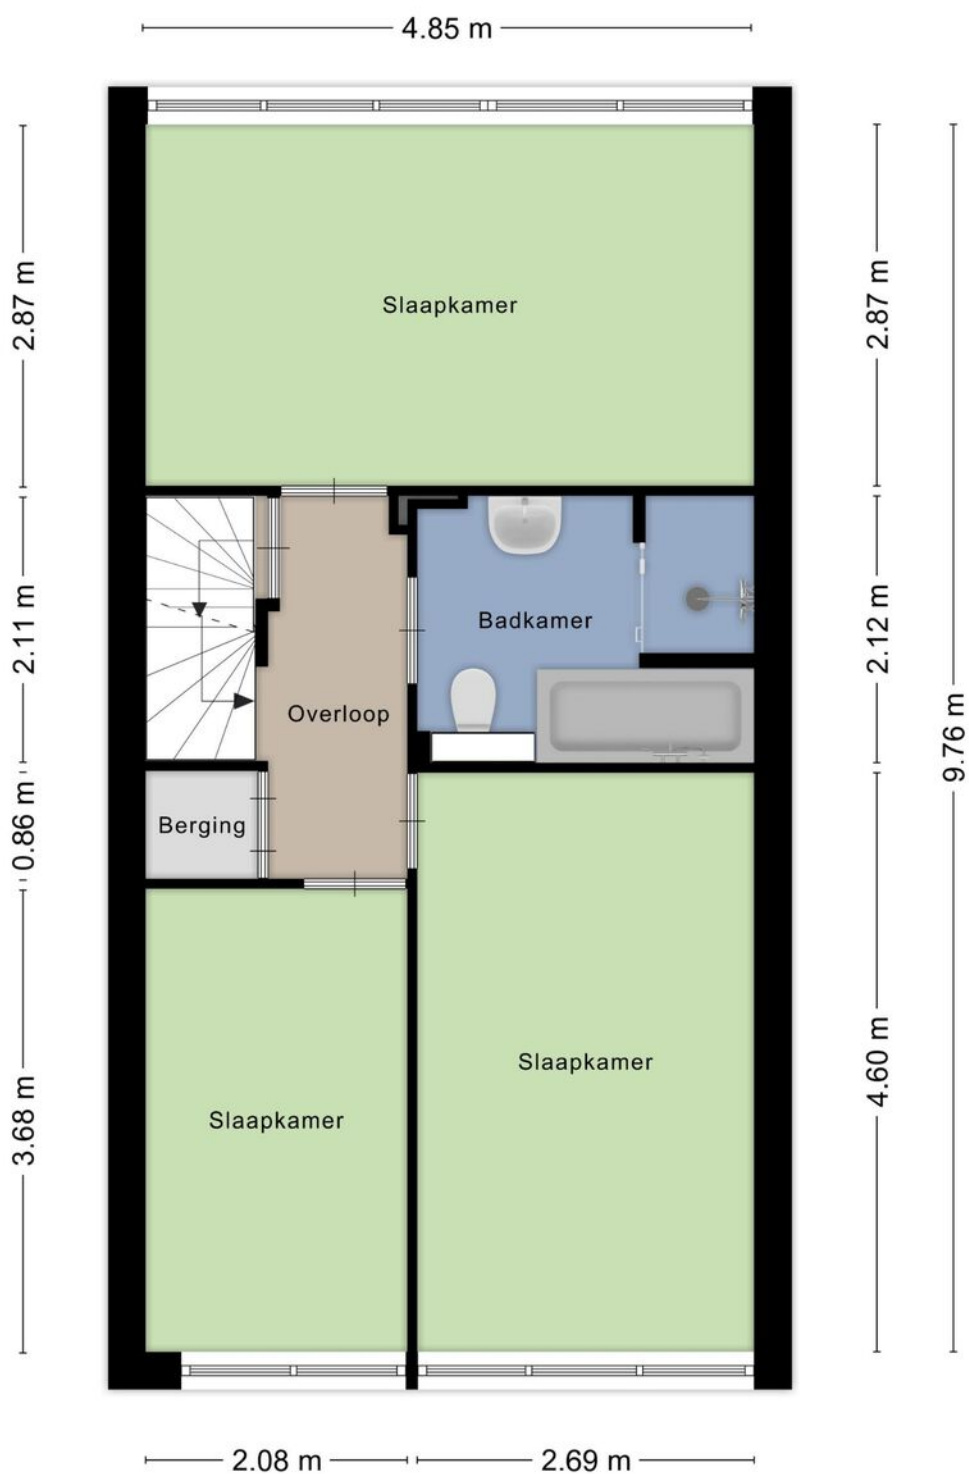 4.85 m
Slaapkamer
2.87 m
2.87 m
2.11 m
Badkamer
2.12 m
Overloop
9.76 m
0.86 m
Berging
Slaapkamer
4.60 m
3.68 m
Slaapkamer
2.08 m
2.69 m